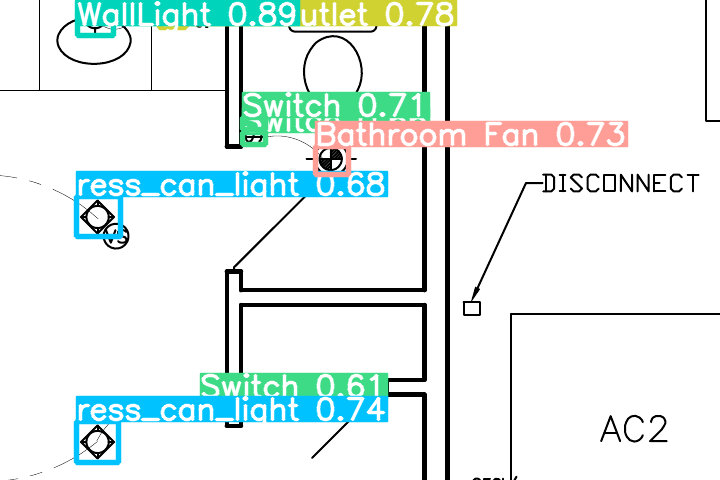 WallLight 0.89
utlet 0.78
Switch 0.71
Bathroom Fan 0.73
ress_can_light 0.68
VS
DISCONNECT
Switch 0.61
ress_can_light 0.74
AC2